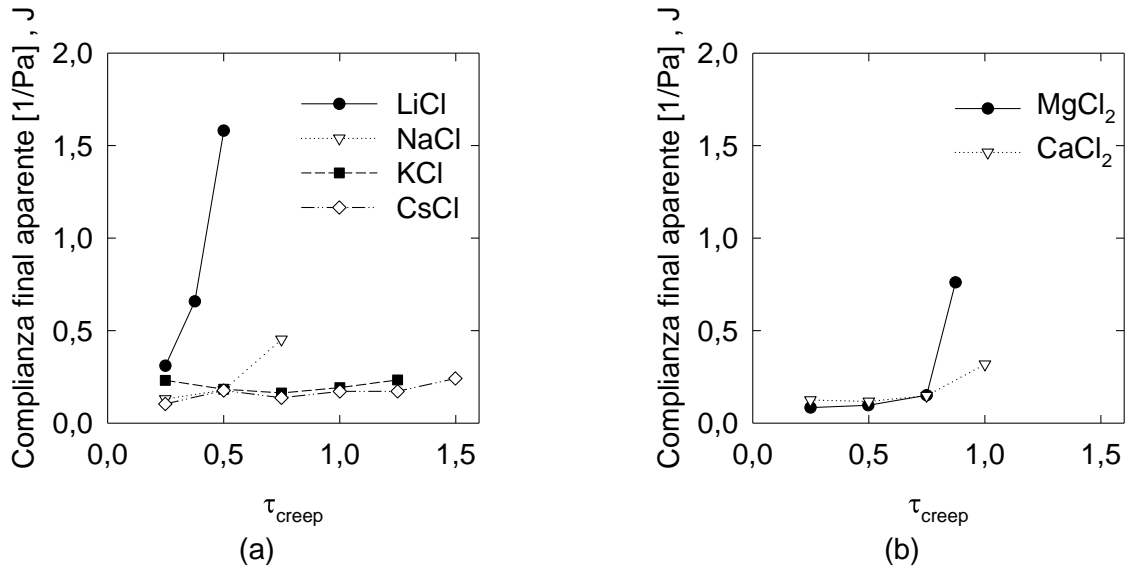 Complianza final aparente [1/Pa] , J
2,0
1,5
1,0
0,5
0,0
LiCl
NaCl
KCl
CsCl
0,0 0,5 1,0 1,5
τcreep
(a)
Complianza final aparente [1/Pa] , J
2,0
1,5
1,0
0,5
0,0
MgCl2
CaCl2
0,0 0,5 1,0 1,5
τcreep
(b)